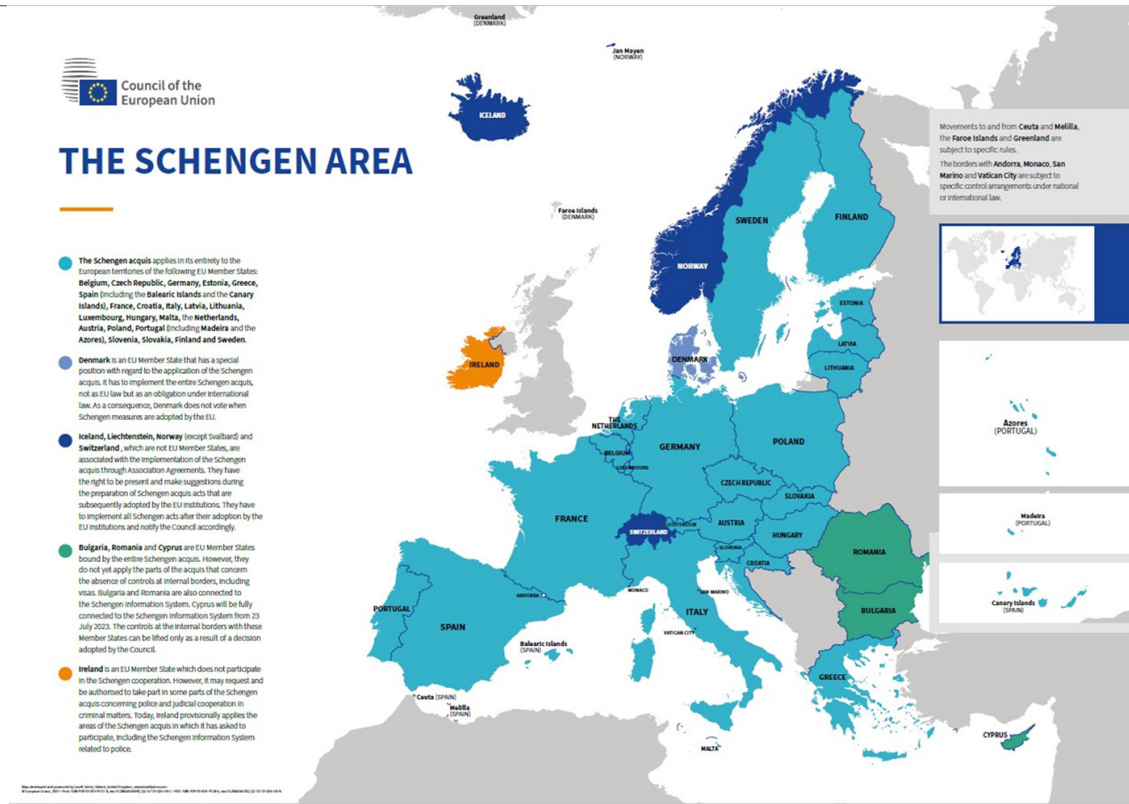 Council of the
European Union
THE SCHENGEN AREA
The Schengen acquis applies in its entirety to the
European territories of the following EU Member States:
Belgium, Czech Republic, Germany, Estonia, Greece,
Spain (including the Balearic Islands and the Canary
Islands), France, Croatia, Italy, Latvia, Lithuania,
Luxembourg, Hungary, Malta, the Netherlands,
Austria, Poland, Portugal (including Madeira and the
Azores), Slovenia, Slovakia, Finland and Sweden.
Denmark is an EU Member State that has a special
position with regard to the application of the Schengen
acquis. It has to implement the entire Schengen acquis,
not as EU law but as an obligation under international
law. As a consequence, Denmark does not vote when
Schengen measures are adopted by the EU.
Iceland, Liechtenstein, Norway (except Svalbard) and
Switzerland, which are not EU Member States, are
associated with the implementation of the Schengen
acquis through Association Agreements. They have
the right to be present and make suggestions during
the preparation of Schengen acquis acts that are
subsequently adopted by the EU institutions. They have
to implement all Schengen acts after their adoption by the
EU institutions and notify the Council accordingly.
Bulgaria, Romania and Cyprus are EU Member States
bound by the entire Schengen acquis. However, they
do not yet apply the parts of the acquis that concern
the absence of controls at internal borders, including
visas. Bulgaria and Romania are also connected to
the Schengen Information System. Cyprus will be fully
connected to the Schengen Information System from 23
July 2023. The controls at the internal borders with these
Member States can be lifted only as a result of a decision
adopted by the Council.
Ireland is an EU Member State which does not participate
in the Schengen cooperation. However, it may request and
be authorised to take part in some parts of the Schengen
acquis concerning police and judicial cooperation in
criminal matters. Today, Ireland provisionally applies the
areas of the Schengen acquis in which it has asked to
participate, including the Schengen Information System
related to police.
Greenland
(DENMARK)
Jan Mayen
(NORWAY)
ICELAND
Faroe Islands
(DENMARK)
SWEDEN
FINLAND
NORWAY
ESTONIA
LATVIA
LITHUANIA
DENMARK
IRELAND
THE
NETHERLANDS
BELGIUM
LUXEMBOURG
GERMANY
POLAND
CZECH REPUBLIC
SLOVAKIA
FRANCE
SWITZERLAND
LIECHTENSTEIN
AUSTRIA
HUNGARY
SLOVENIA
CROATIA
ROMANIA
BULGARIA
MONACO
SAN MARINO
ANDORRA
ITALY
VATICAN CITY
PORTUGAL
SPAIN
Balearic Islands
(SPAIN)
Ceuta (SPAIN)
Melilla
(SPAIN)
GREECE
MALTA
CYPRUS
Movements to and from Ceuta and Melilla,
the Faroe Islands and Greenland are
subject to specific rules.
The borders with Andorra, Monaco, San
Marino and Vatican City are subject to
specific control arrangements under national
or international law.
Azores
(PORTUGAL)
Madeira
(PORTUGAL)
Canary Islands
(SPAIN)